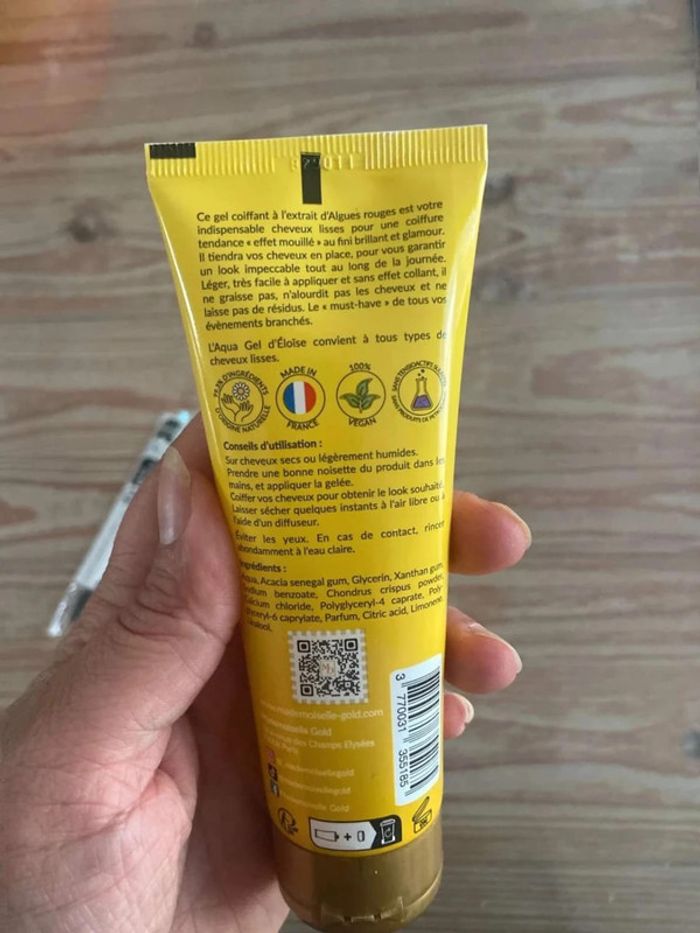 Ce gel coiffant à l'extrait d'Algues rouges est votre
indispensable cheveux lisses pour une coiffure
tendance « effet mouillé » au fini brillant et glamour.
Il tiendra vos cheveux en place, pour vous garantir
un look impeccable tout au long de la journée.
Léger, très facile à appliquer et sans effet collant, il
ne graisse pas, n'alourdit pas les cheveux et ne
laisse pas de résidus. Le « must-have » de tous vos
évènements branchés.
L'Aqua Gel d'Éloïse convient à tous types de
cheveux lisses.
D'INGRÉDIENTS D'ORIGINE NATURELLE
MADE IN FRANCE
100% VEGAN
SANS
Conseils d'utilisation :
Sur cheveux secs ou légèrement humides.
Prendre une bonne noisette du produit dans les
mains, et appliquer la gelée.
Coiffer vos cheveux pour obtenir le look souhaité.
Laisser sécher quelques instants à l'air libre ou à
l'aide d'un diffuseur.
Éviter les yeux. En cas de contact, rincer
abondamment à l'eau claire.
Ingrédients :
Aqua, Acacia senegal gum, Glycerin, Xanthan gum,
Sodium benzoate, Chondrus crispus powder,
Calcium chloride, Polyglyceryl-4 caprate, Poly-
glyceryl-6 caprylate, Parfum, Citric acid, Limonene,
Linalool.
www.mademoiselle-gold.com
Mademoiselle Gold
des Champs Elysées
Paris
mademoisellegold
mademoisellegold
Mademoiselle Gold
3 770031 355185